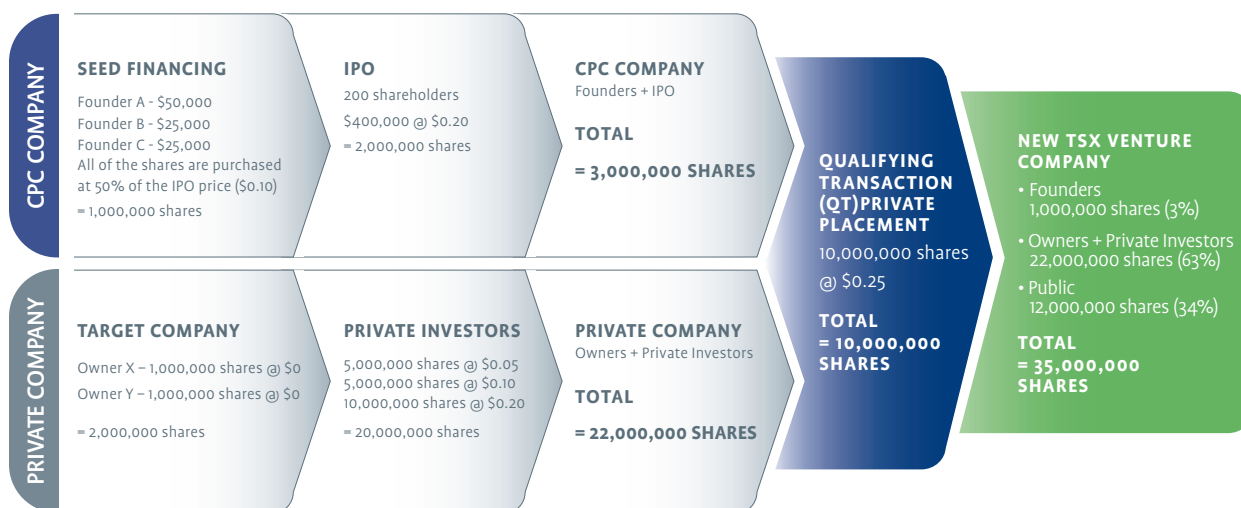 CPC COMPANY
SEED FINANCING
Founder A - $50,000
Founder B - $25,000
Founder C - $25,000
All of the shares are purchased
at 50% of the IPO price ($0.10)
= 1,000,000 shares
IPO
200 shareholders
$400,000 @ $0.20
= 2,000,000 shares
CPC COMPANY
Founders + IPO
TOTAL
= 3,000,000 SHARES
PRIVATE COMPANY
TARGET COMPANY
Owner X – 1,000,000 shares @ $0
Owner Y – 1,000,000 shares @ $0
= 2,000,000 shares
PRIVATE INVESTORS
5,000,000 shares @ $0.05
5,000,000 shares @ $0.10
10,000,000 shares @ $0.20
= 20,000,000 shares
PRIVATE COMPANY
Owners + Private Investors
TOTAL
= 22,000,000 SHARES
QUALIFYING
TRANSACTION
(QT)PRIVATE
PLACEMENT
10,000,000 shares
@ $0.25
TOTAL
= 10,000,000
SHARES
NEW TSX VENTURE
COMPANY
• Founders
1,000,000 shares (3%)
• Owners + Private Investors
22,000,000 shares (63%)
• Public
12,000,000 shares (34%)
TOTAL
= 35,000,000
SHARES